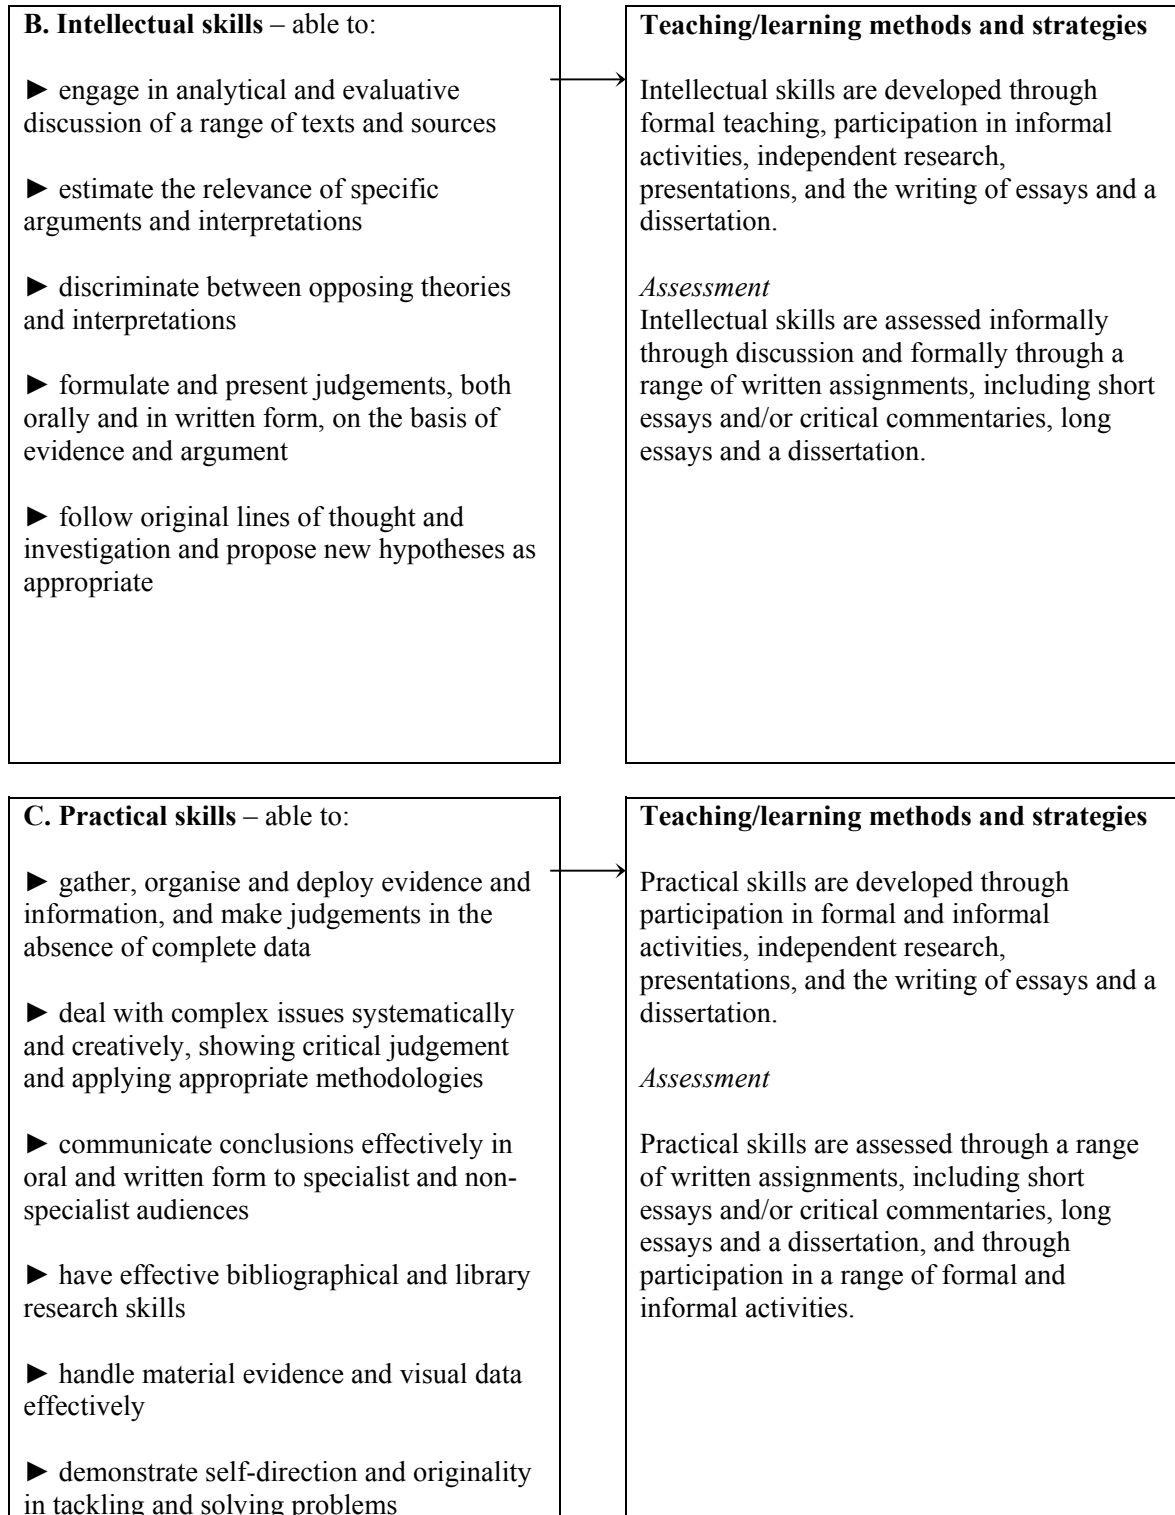 B. Intellectual skills – able to:
► engage in analytical and evaluative
discussion of a range of texts and sources
► estimate the relevance of specific
arguments and interpretations
► discriminate between opposing theories
and interpretations
► formulate and present judgements, both
orally and in written form, on the basis of
evidence and argument
► follow original lines of thought and
investigation and propose new hypotheses as
appropriate
Teaching/learning methods and strategies
Intellectual skills are developed through
formal teaching, participation in informal
activities, independent research,
presentations, and the writing of essays and a
dissertation.
Assessment
Intellectual skills are assessed informally
through discussion and formally through a
range of written assignments, including short
essays and/or critical commentaries, long
essays and a dissertation.
C. Practical skills – able to:
► gather, organise and deploy evidence and
information, and make judgements in the
absence of complete data
► deal with complex issues systematically
and creatively, showing critical judgement
and applying appropriate methodologies
► communicate conclusions effectively in
oral and written form to specialist and non-
specialist audiences
► have effective bibliographical and library
research skills
► handle material evidence and visual data
effectively
► demonstrate self-direction and originality
in tackling and solving problems
Teaching/learning methods and strategies
Practical skills are developed through
participation in formal and informal
activities, independent research,
presentations, and the writing of essays and a
dissertation.
Assessment
Practical skills are assessed through a range
of written assignments, including short
essays and/or critical commentaries, long
essays and a dissertation, and through
participation in a range of formal and
informal activities.